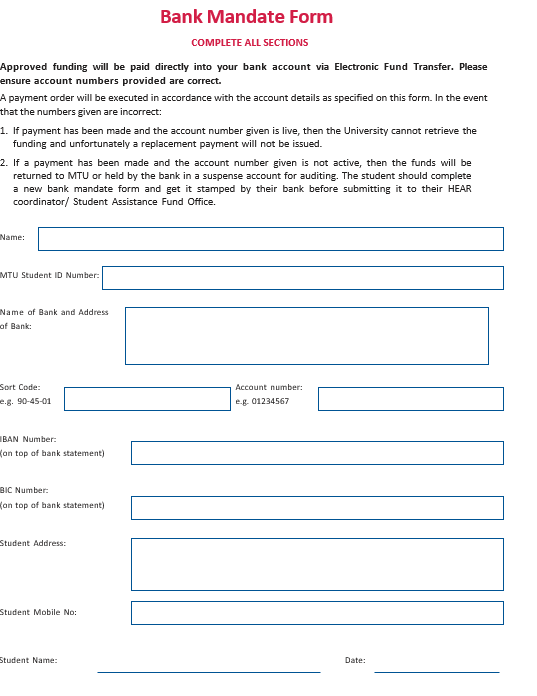 Bank Mandate Form
COMPLETE ALL SECTIONS
Approved funding will be paid directly into your bank account via Electronic Fund Transfer. Please
ensure account numbers provided are correct.
A payment order will be executed in accordance with the account details as specified on this form. In the event
that the numbers given are incorrect:
1. If payment has been made and the account number given is live, then the University cannot retrieve the
funding and unfortunately a replacement payment will not be issued.
2. If a payment has been made and the account number given is not active, then the funds will be
returned to MTU or held by the bank in a suspense account for auditing. The student should complete
a new bank mandate form and get it stamped by their bank before submitting it to their HEAR
coordinator/ Student Assistance Fund Office.
Name:
MTU Student ID Number:
Name of Bank and Address
of Bank:
Sort Code: Account number:
e.g. 90-45-01 e.g. 01234567
IBAN Number:
(on top of bank statement)
BIC Number:
(on top of bank statement)
Student Address:
Student Mobile No:
Student Name: Date: